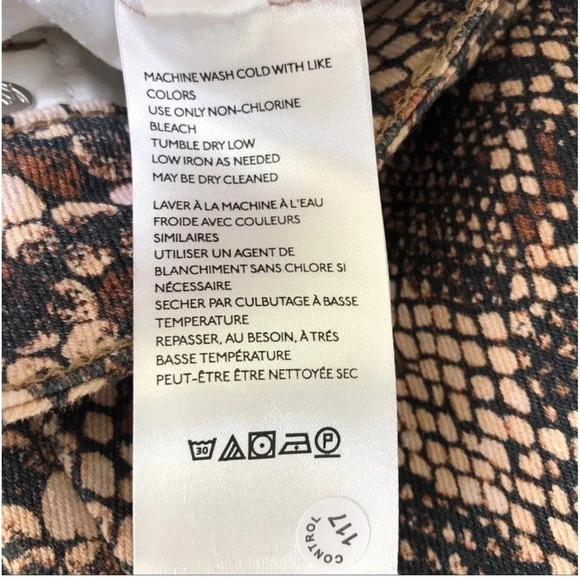 MACHINE WASH COLD WITH LIKE
COLORS
USE ONLY NON-CHLORINE
BLEACH
TUMBLE DRY LOW
LOW IRON AS NEEDED
MAY BE DRY CLEANED
LAVER À LA MACHINE À L'EAU
FROIDE AVEC COULEURS
SIMILAIRES
UTILISER UN AGENT DE
BLANCHIMENT SANS CHLORE SI
NÉCESSAIRE
SECHER PAR CULBUTAGE À BASSE
TEMPERATURE
REPASSER, AU BESOIN, À TRÉS
BASSE TEMPÉRATURE
PEUT-ÊTRE ÊTRE NETTOYÉE SEC
30 P
CONTROL
117